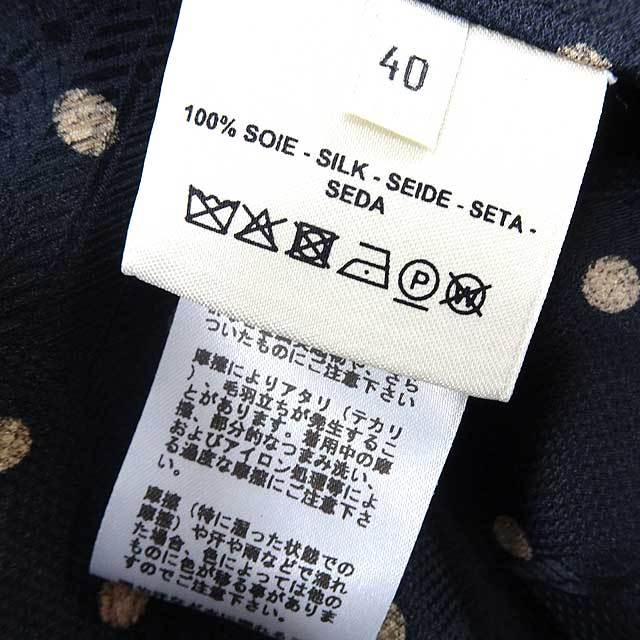 40
100% SOIE - SILK - SEIDE - SETA -
SEDA
P
W
ついたものにご注意下さい
摩擦によりアタリ(テカリ
)、毛羽立ちが発生するこ
とがあります。着用中の摩
擦、部分的なつまみ洗い、
およびアイロン処理等によ
る過度な摩擦にご注意下さ
い。
摩擦(特に湿った状態での
摩擦)や汗や雨などで濡れ
た場合、色によっては他の
ものに色が移る事がありま
すのでご注意下さい。